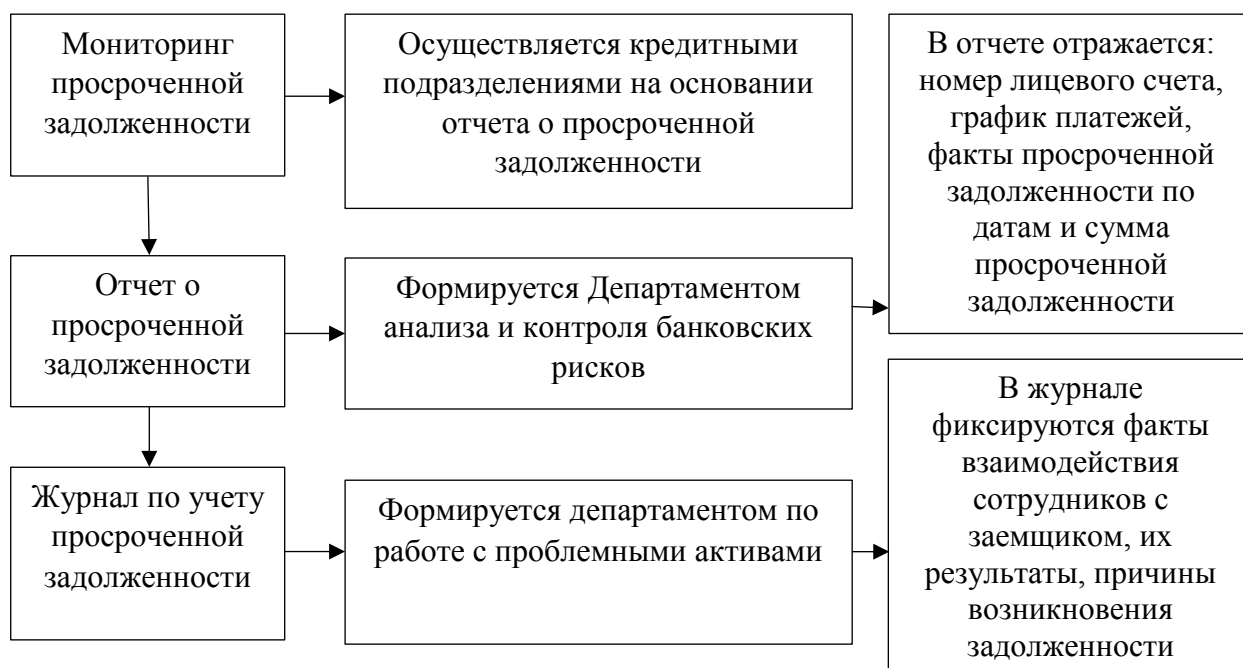 Мониторинг
просроченной
задолженности
Осуществляется кредитными
подразделениями на основании
отчета о просроченной
задолженности
В отчете отражается:
номер лицевого счета,
график платежей,
факты просроченной
задолженности по
датам и сумма
просроченной
задолженности
Отчет о
просроченной
задолженности
Формируется Департаментом
анализа и контроля банковских
рисков
Журнал по учету
просроченной
задолженности
Формируется департаментом по
работе с проблемными активами
В журнале
фиксируются факты
взаимодействия
сотрудников с
заемщиком, их
результаты, причины
возникновения
задолженности